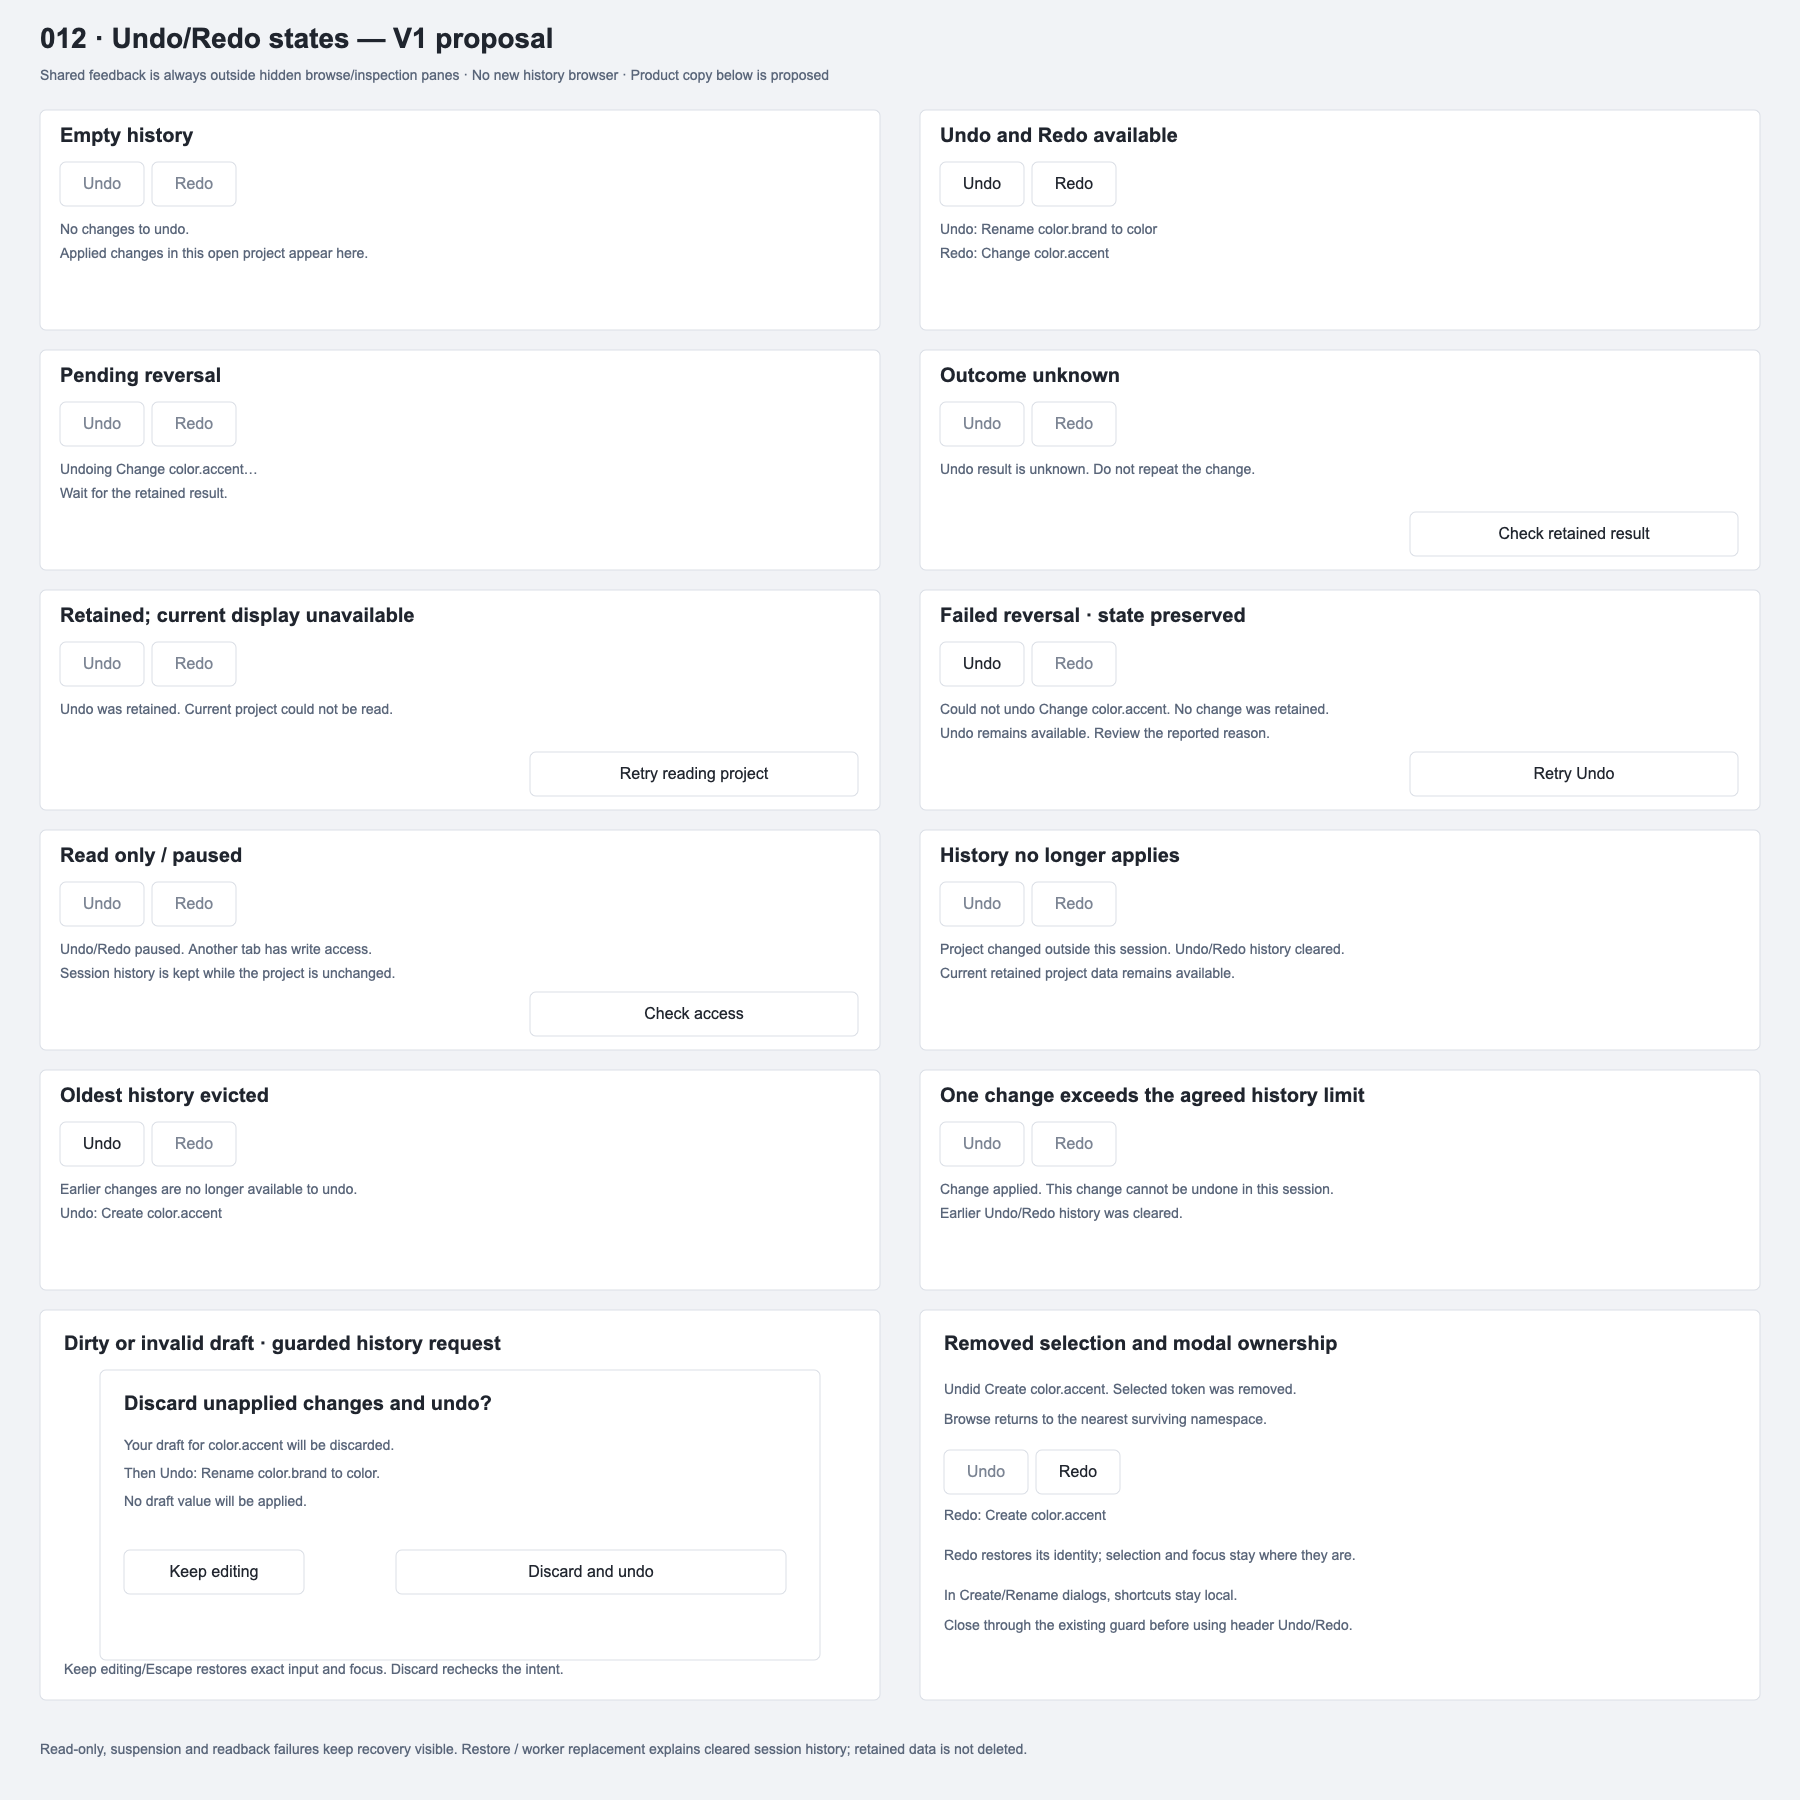 012 · Undo/Redo states — V1 proposal
Shared feedback is always outside hidden browse/inspection panes · No new history browser · Product copy below is proposed
Empty history
Undo Redo
No changes to undo.
Applied changes in this open project appear here.
Undo and Redo available
Undo Redo
Undo: Rename color.brand to color
Redo: Change color.accent
Pending reversal
Undo Redo
Undoing Change color.accent…
Wait for the retained result.
Outcome unknown
Undo Redo
Undo result is unknown. Do not repeat the change.
Check retained result
Retained; current display unavailable
Undo Redo
Undo was retained. Current project could not be read.
Retry reading project
Failed reversal · state preserved
Undo Redo
Could not undo Change color.accent. No change was retained.
Undo remains available. Review the reported reason.
Retry Undo
Read only / paused
Undo Redo
Undo/Redo paused. Another tab has write access.
Session history is kept while the project is unchanged.
Check access
History no longer applies
Undo Redo
Project changed outside this session. Undo/Redo history cleared.
Current retained project data remains available.
Oldest history evicted
Undo Redo
Earlier changes are no longer available to undo.
Undo: Create color.accent
One change exceeds the agreed history limit
Undo Redo
Change applied. This change cannot be undone in this session.
Earlier Undo/Redo history was cleared.
Dirty or invalid draft · guarded history request
Discard unapplied changes and undo?
Your draft for color.accent will be discarded.
Then Undo: Rename color.brand to color.
No draft value will be applied.
Keep editing Discard and undo
Keep editing/Escape restores exact input and focus. Discard rechecks the intent.
Removed selection and modal ownership
Undid Create color.accent. Selected token was removed.
Browse returns to the nearest surviving namespace.
Undo Redo
Redo: Create color.accent
Redo restores its identity; selection and focus stay where they are.
In Create/Rename dialogs, shortcuts stay local.
Close through the existing guard before using header Undo/Redo.
Read-only, suspension and readback failures keep recovery visible. Restore / worker replacement explains cleared session history; retained data is not deleted.